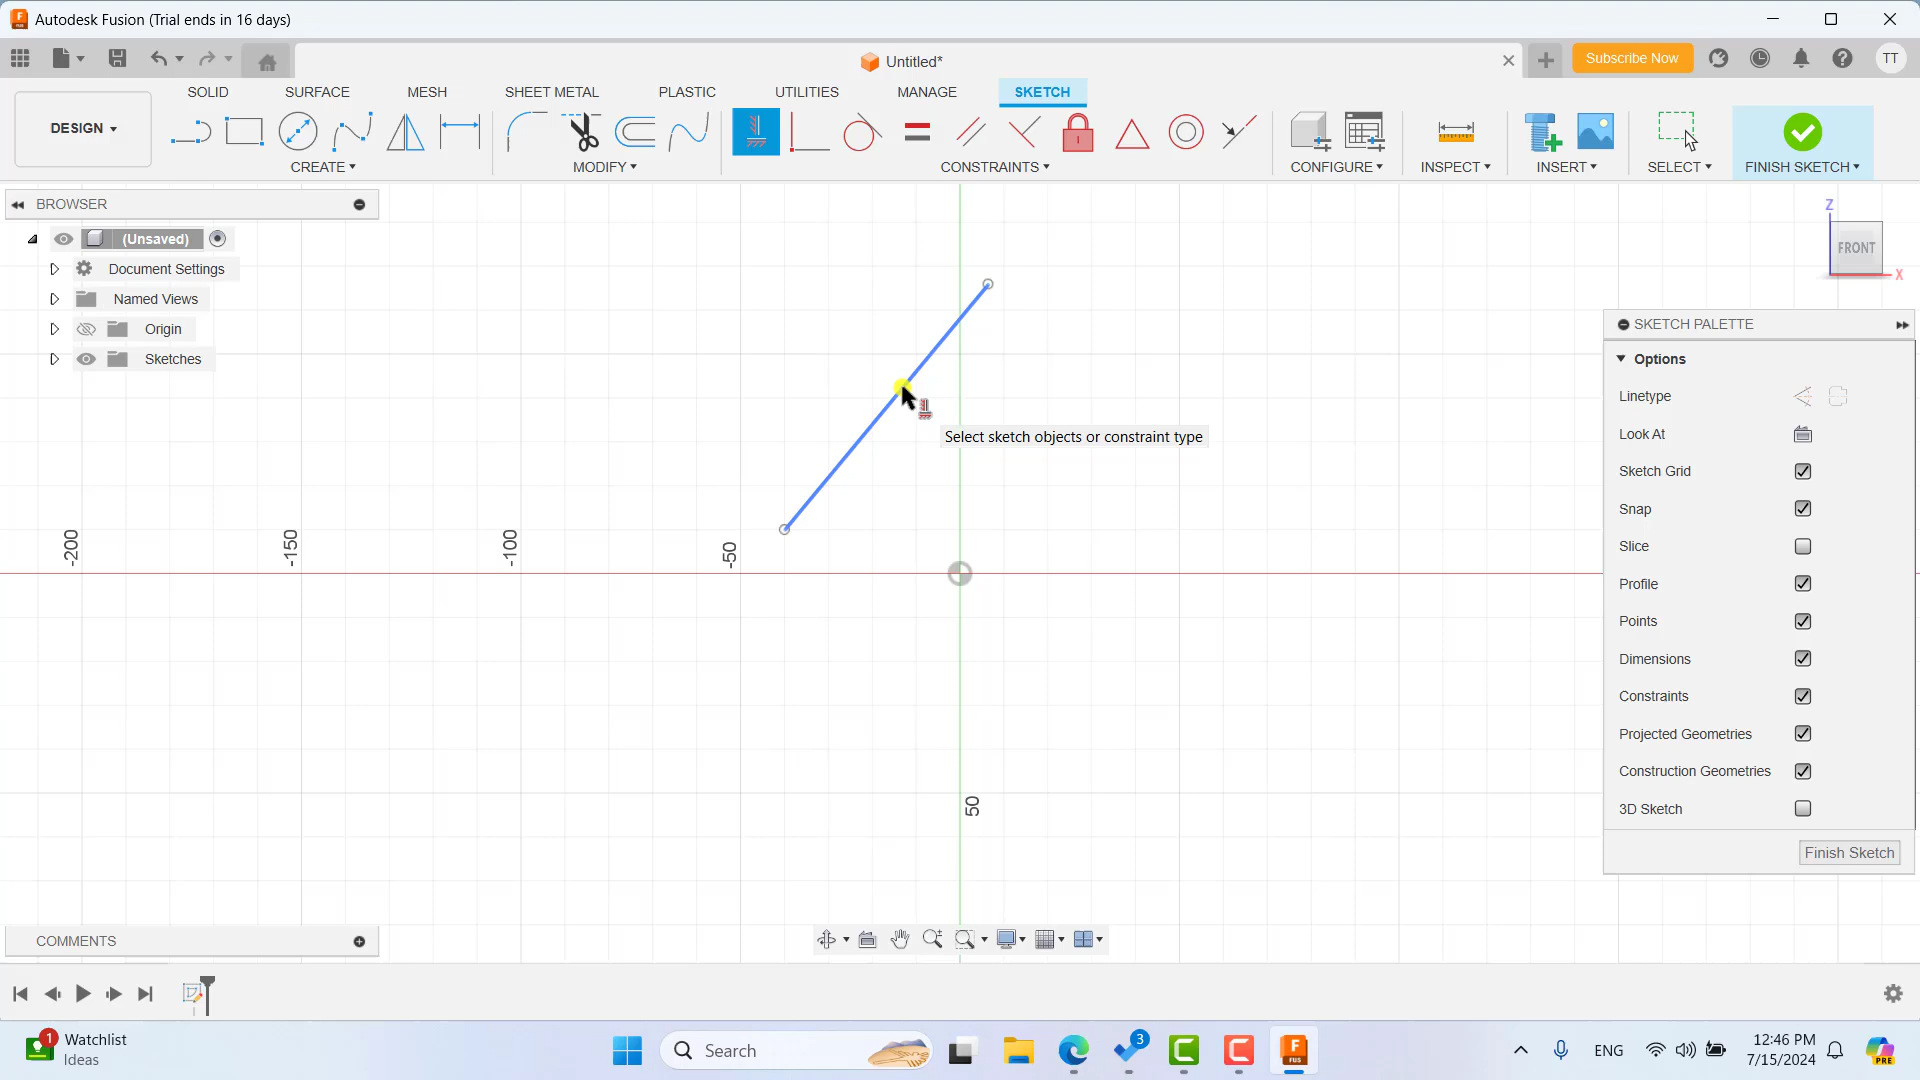 Autodesk Fusion (Trial ends in 16 days)
Untitled*
Subscribe Now
TT
DESIGN
SOLID
SURFACE
MESH
SHEET METAL
PLASTIC
UTILITIES
MANAGE
SKETCH
CREATE
MODIFY
CONSTRAINTS
CONFIGURE
INSPECT
INSERT
SELECT
FINISH SKETCH
BROWSER
(Unsaved)
Document Settings
Named Views
Origin
Sketches
Z
FRONT
X
Select sketch objects or constraint type
-200
-150
-100
-50
50
SKETCH PALETTE
Options
Linetype
Look At
Sketch Grid
Snap
Slice
Profile
Points
Dimensions
Constraints
Projected Geometries
Construction Geometries
3D Sketch
Finish Sketch
COMMENTS
1
Watchlist
Ideas
Search
3
F
FUS
ENG
12:46 PM
7/15/2024
PRE